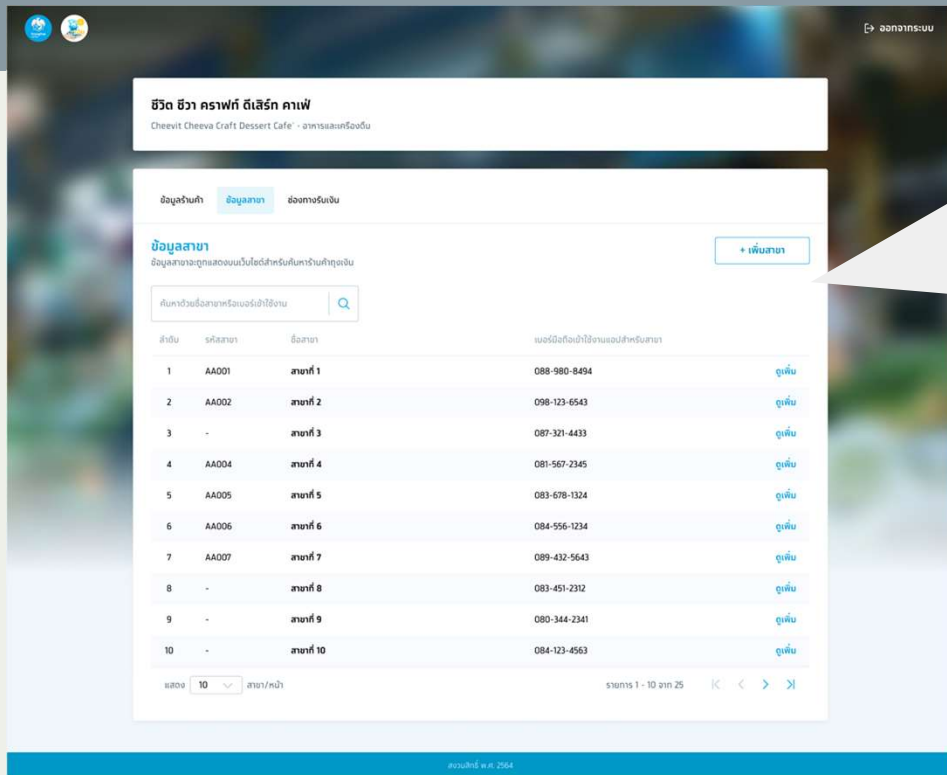 ออกจากระบบ
ชีวิต ชีวา คราฟท์ ดีเสิร์ท คาเฟ่
Cheevit Cheeva Craft Dessert Cafe' - อาหารและเครื่องดื่ม
ข้อมูลร้านค้า ข้อมูลสาขา ช่องทางรับเงิน
ข้อมูลสาขา
+ เพิ่มสาขา
ข้อมูลสาขาจะถูกแสดงบนเว็บไซต์สำหรับค้นหาร้านค้าถุงเงิน
ค้นหาด้วยชื่อสาขาหรือเบอร์เข้าใช้งาน
ลำดับ รหัสสาขา ชื่อสาขา เบอร์มือถือเข้าใช้งานแอปสำหรับสาขา
1 AA001 สาขาที่ 1 088-980-8494 ดูเพิ่ม
2 AA002 สาขาที่ 2 098-123-6543 ดูเพิ่ม
3 - สาขาที่ 3 087-321-4433 ดูเพิ่ม
4 AA004 สาขาที่ 4 081-567-2345 ดูเพิ่ม
5 AA005 สาขาที่ 5 083-678-1324 ดูเพิ่ม
6 AA006 สาขาที่ 6 084-556-1234 ดูเพิ่ม
7 AA007 สาขาที่ 7 089-432-5643 ดูเพิ่ม
8 - สาขาที่ 8 083-451-2312 ดูเพิ่ม
9 - สาขาที่ 9 080-344-2341 ดูเพิ่ม
10 - สาขาที่ 10 084-123-4563 ดูเพิ่ม
แสดง 10 สาขา/หน้า รายการ 1 - 10 จาก 25
สงวนสิทธิ์ พ.ศ. 2564